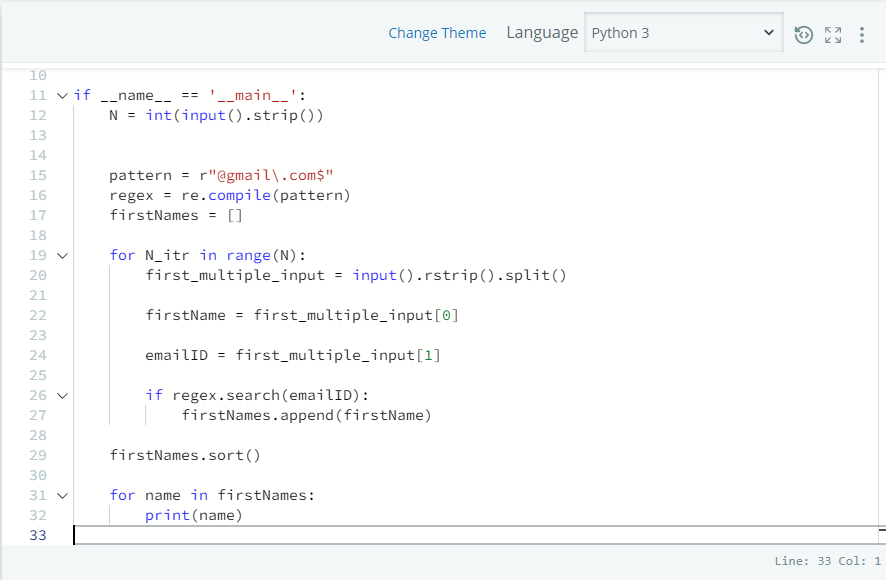 Change Theme Language Python 3
10
11 if __name__ == '__main__':
12 N = int(input().strip())
13
14
15 pattern = r"@gmail\.com$"
16 regex = re.compile(pattern)
17 firstNames = []
18
19 for N_itr in range(N):
20 first_multiple_input = input().rstrip().split()
21
22 firstName = first_multiple_input[0]
23
24 emailID = first_multiple_input[1]
25
26 if regex.search(emailID):
27 firstNames.append(firstName)
28
29 firstNames.sort()
30
31 for name in firstNames:
32 print(name)
33
Line: 33 Col: 1